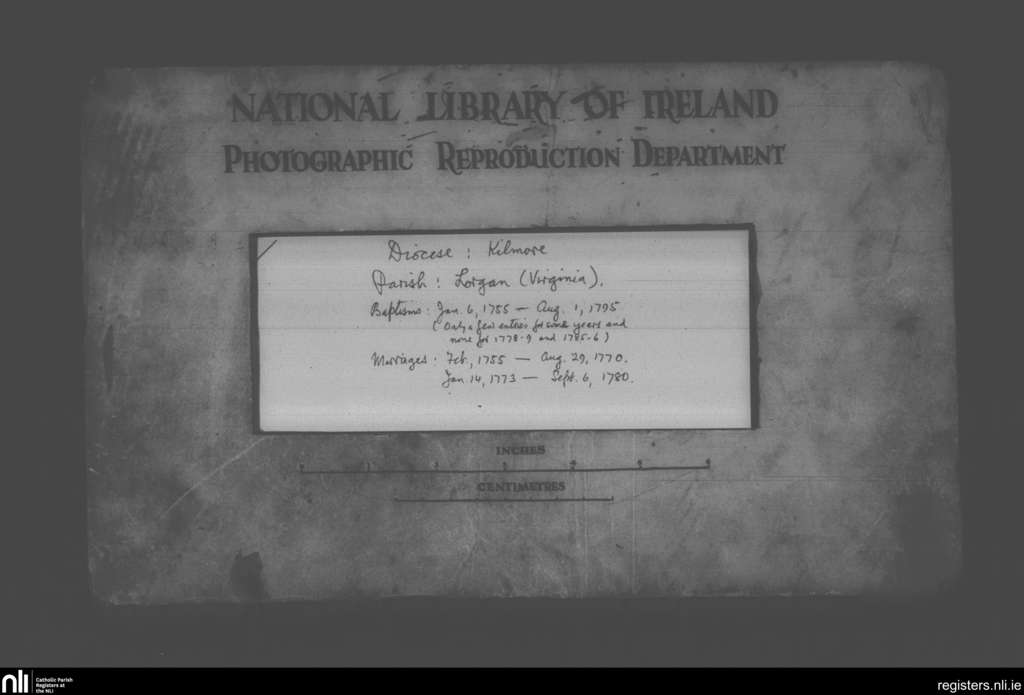 NATIONAL LIBRARY OF IRELAND
PHOTOGRAPHIC REPRODUCTION DEPARTMENT
Diocese : Kilmore
Parish : Lorgan (Virginia).
Baptisms : Jan. 6, 1755 — Aug. 1, 1795
( Only a few entries for some years and
none for 1778-9 and 1785-6 )
Marriages : Feb., 1755 — Aug. 29, 1770.
Jan. 14, 1773 — Sept. 6, 1780.
INCHES
CENTIMETRES
nli
Catholic Parish
Registers at
the NLI
registers.nli.ie